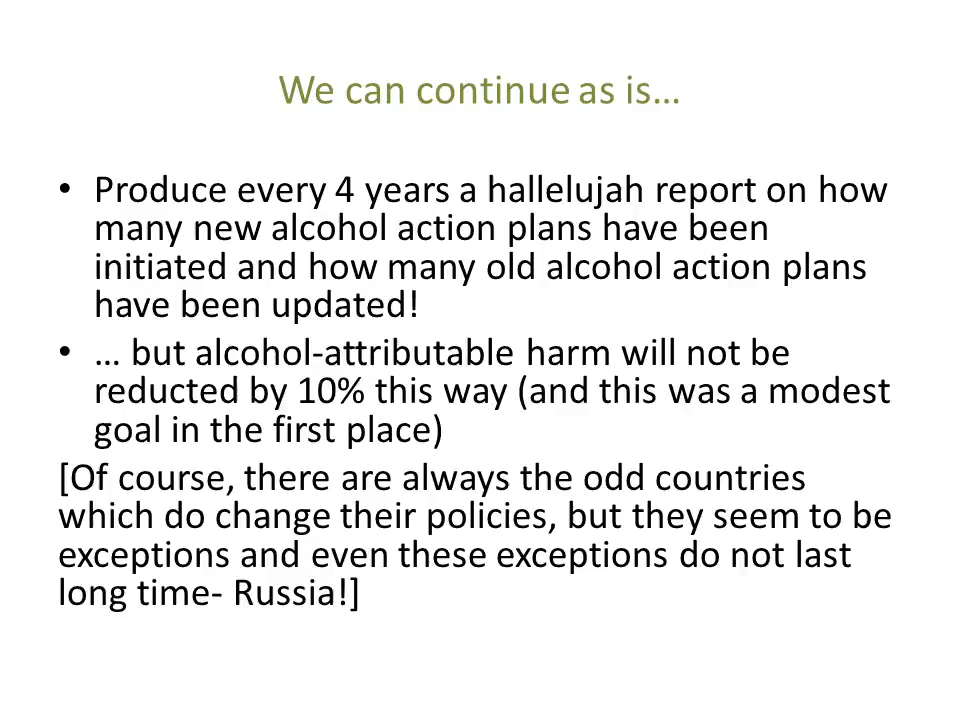 We can continue as is…
• Produce every 4 years a hallelujah report on how
many new alcohol action plans have been
initiated and how many old alcohol action plans
have been updated!
• … but alcohol-attributable harm will not be
reducted by 10% this way (and this was a modest
goal in the first place)
[Of course, there are always the odd countries
which do change their policies, but they seem to be
exceptions and even these exceptions do not last
long time- Russia!]